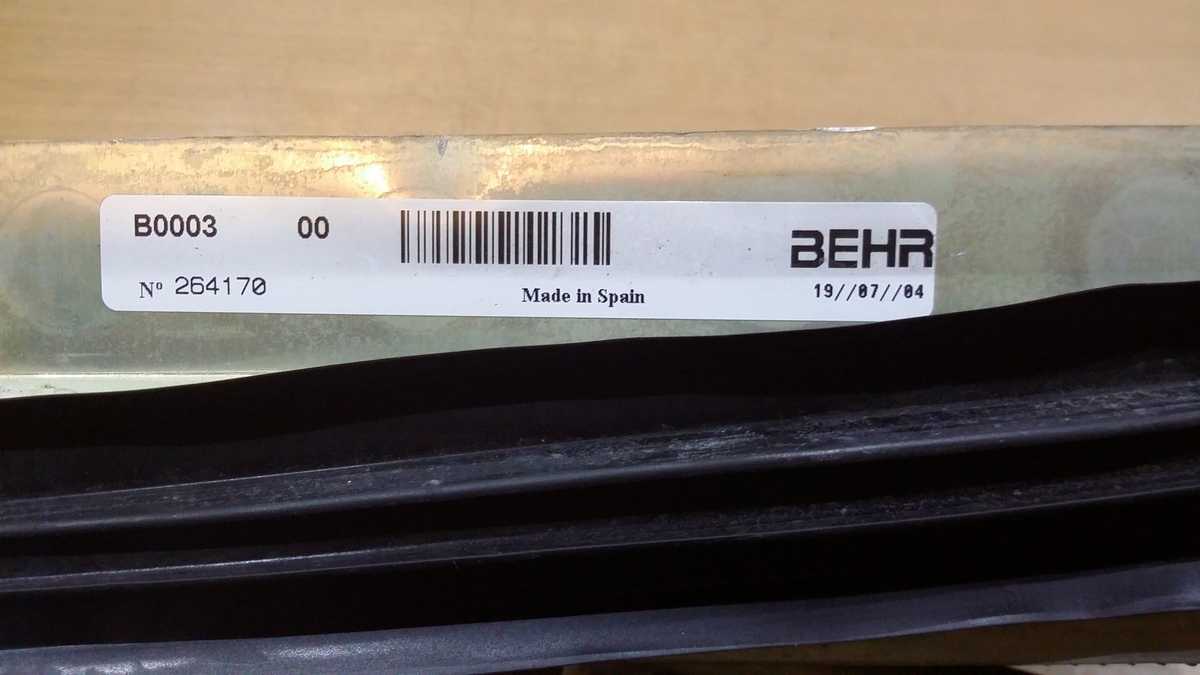 B0003 00 BEHR
Nº 264170 Made in Spain 19//07//04